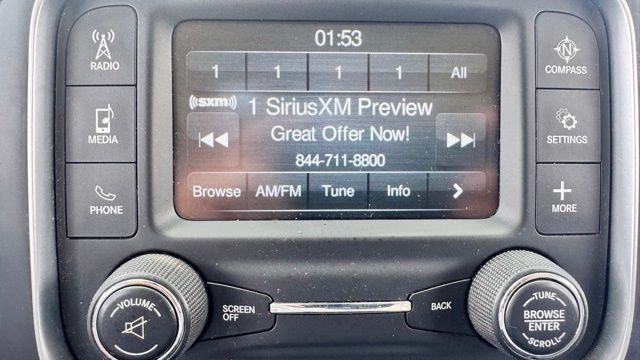 01:53
RADIO
1 1 1 1 All
COMPASS
((sxm)) 1 SiriusXM Preview
MEDIA
Great Offer Now!
SETTINGS
844-711-8800
PHONE
Browse AM/FM Tune Info
MORE
VOLUME
SCREEN OFF
BACK
TUNE
BROWSE
ENTER
SCROLL